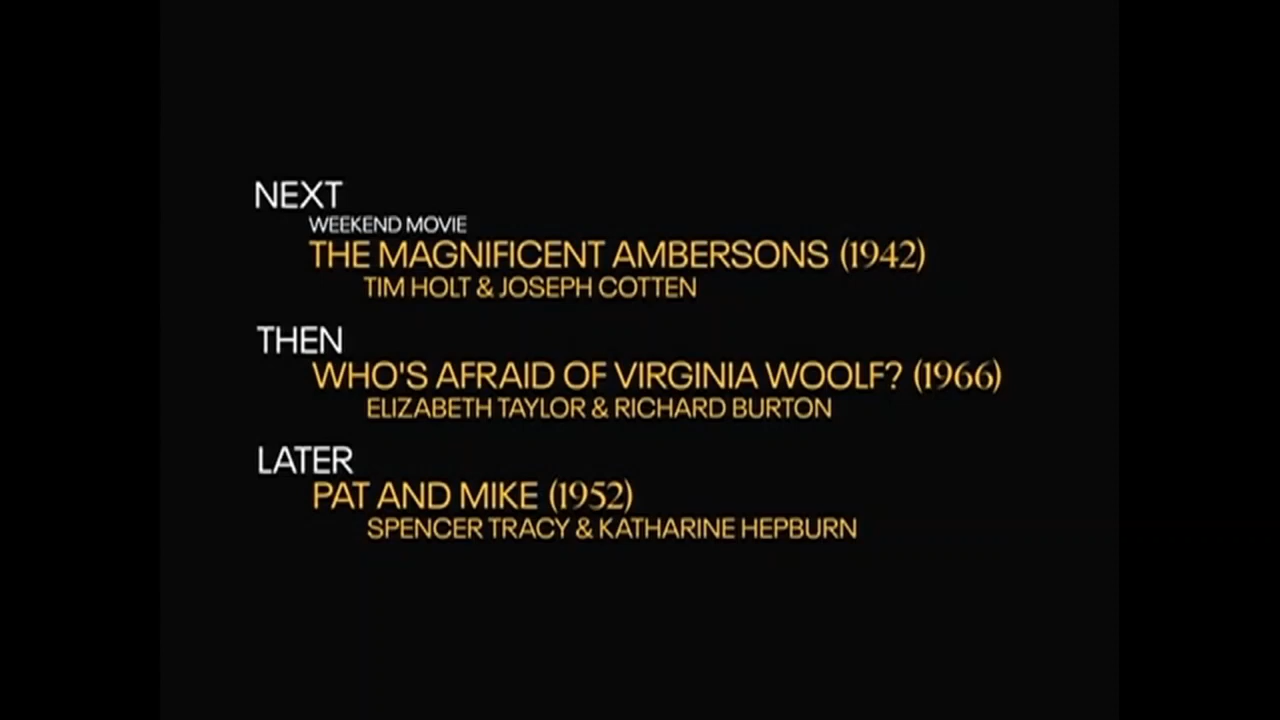 NEXT
WEEKEND MOVIE
THE MAGNIFICENT AMBERSONS (1942)
TIM HOLT & JOSEPH COTTEN
THEN
WHO'S AFRAID OF VIRGINIA WOOLF? (1966)
ELIZABETH TAYLOR & RICHARD BURTON
LATER
PAT AND MIKE (1952)
SPENCER TRACY & KATHARINE HEPBURN